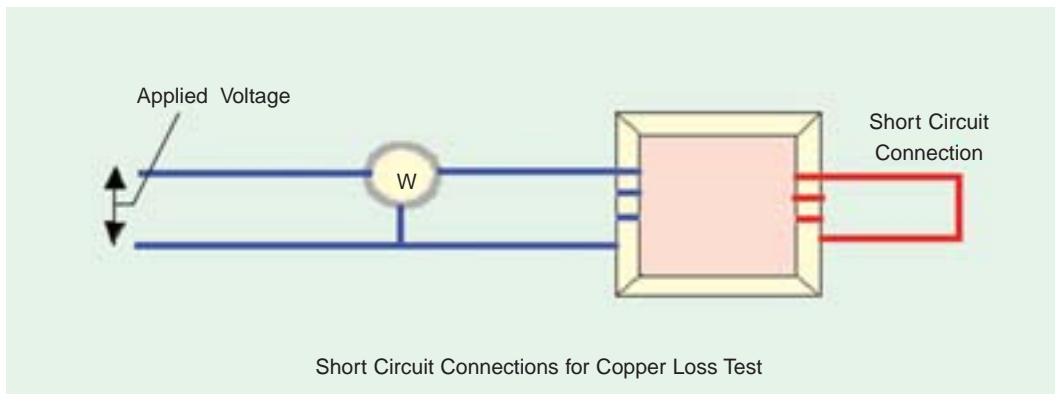 Applied Voltage
Short Circuit
Connection
W
Short Circuit Connections for Copper Loss Test